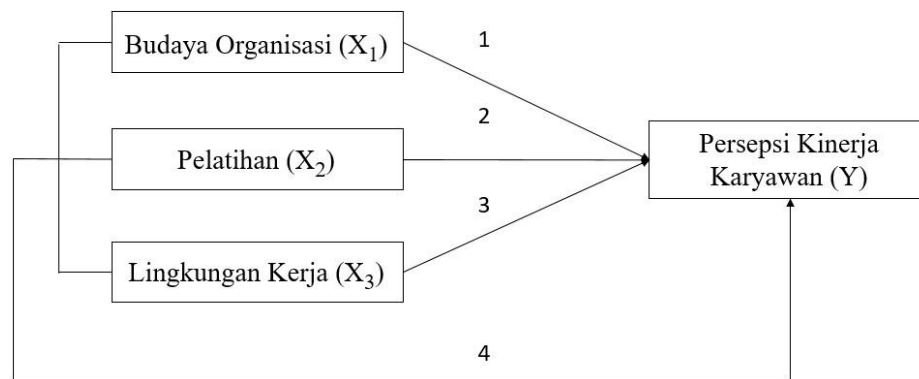 Budaya Organisasi (X₁)
1
2
Pelatihan (X₂)
Persepsi Kinerja
Karyawan (Y)
3
Lingkungan Kerja (X₃)
4